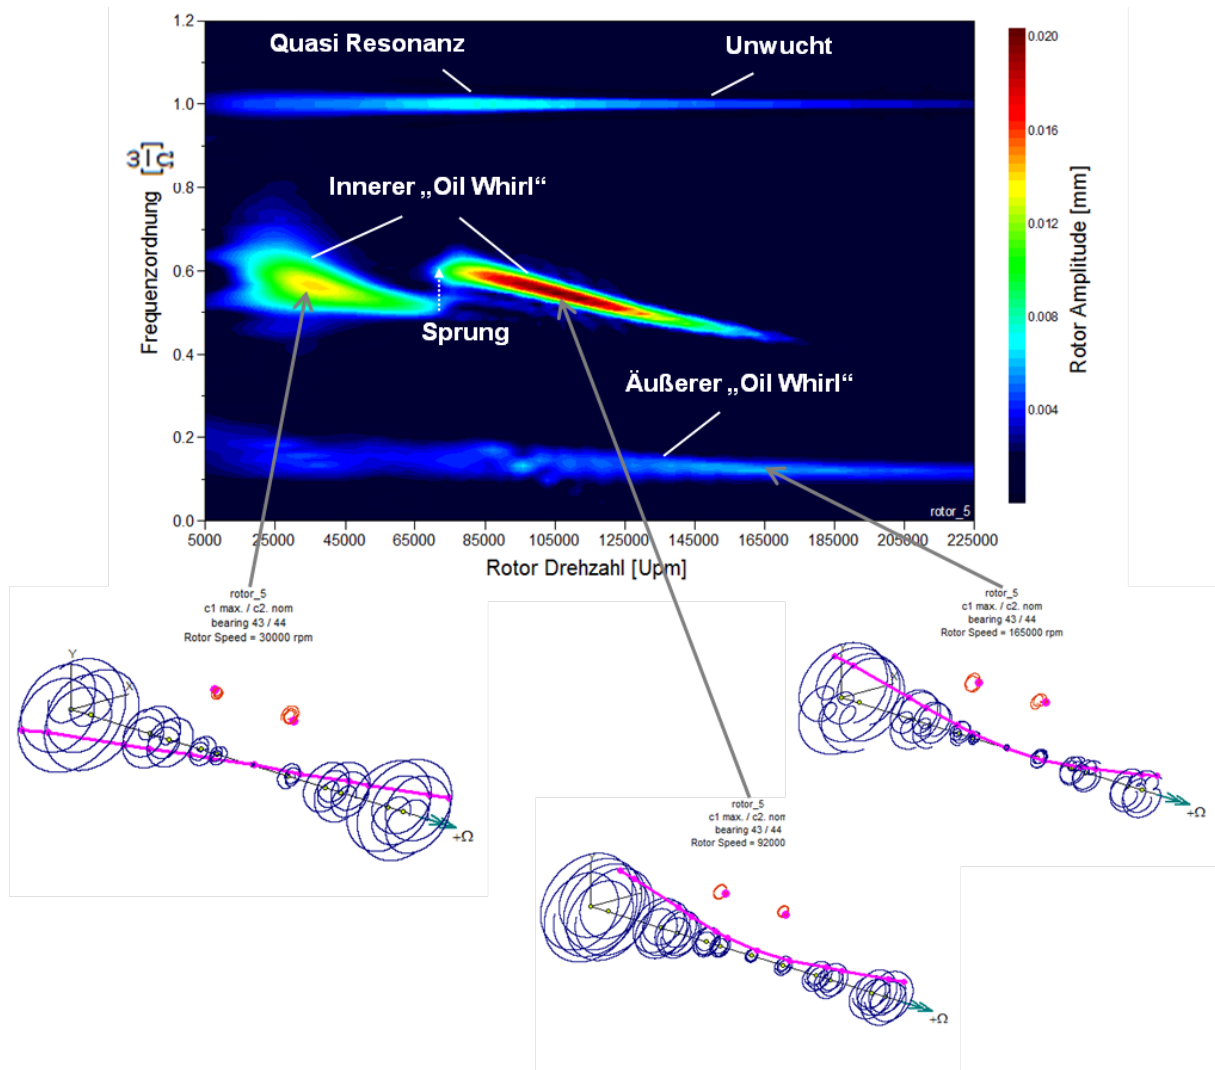 1.2
Quasi Resonanz
Unwucht
0.020
1.0
0.016
0.8
Innerer „Oil Whirl“
0.012
Frequenzordnung
Rotor Amplitude [mm]
0.6
Sprung
0.008
0.4
Äußerer „Oil Whirl“
0.004
0.2
rotor_5
0.0
5000 25000 45000 65000 85000 105000 125000 145000 165000 185000 205000 225000
Rotor Drehzahl [Upm]
rotor_5
c1 max. / c2. nom
bearing 43 / 44
Rotor Speed = 30000 rpm
Y
X
+Ω
rotor_5
c1 max. / c2. nom
bearing 43 / 44
Rotor Speed = 165000 rpm
+Ω
rotor_5
c1 max. / c2. nom
bearing 43 / 44
Rotor Speed = 92000
+Ω